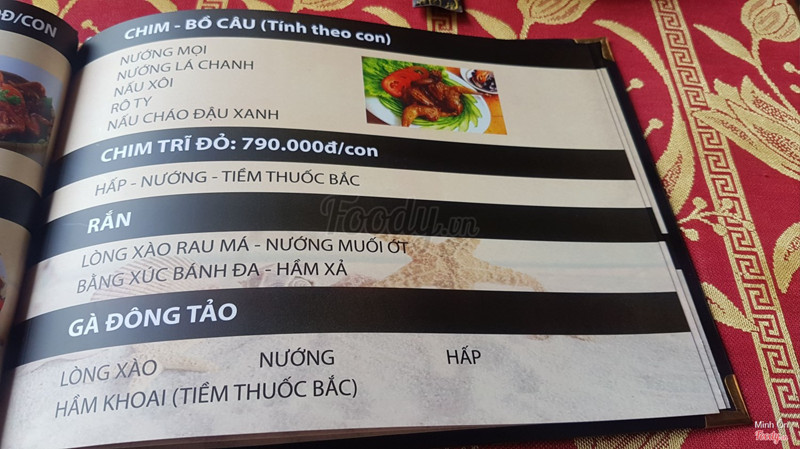 Đ/CON
CHIM - BỒ CÂU (Tính theo con)
NƯỚNG MỌI
NƯỚNG LÁ CHANH
NẤU XÔI
RÔ TY
NẤU CHÁO ĐẬU XANH
CHIM TRĨ ĐỎ: 790.000đ/con
HẤP - NƯỚNG - TIỀM THUỐC BẮC
Foody.vn
RẮN
LÒNG XÀO RAU MÁ - NƯỚNG MUỐI ỚT
BẰNG XÚC BÁNH ĐA - HẦM XẢ
GÀ ĐÔNG TẢO
LÒNG XÀO NƯỚNG HẤP
HẦM KHOAI (TIỀM THUỐC BẮC)
Minh
Foody